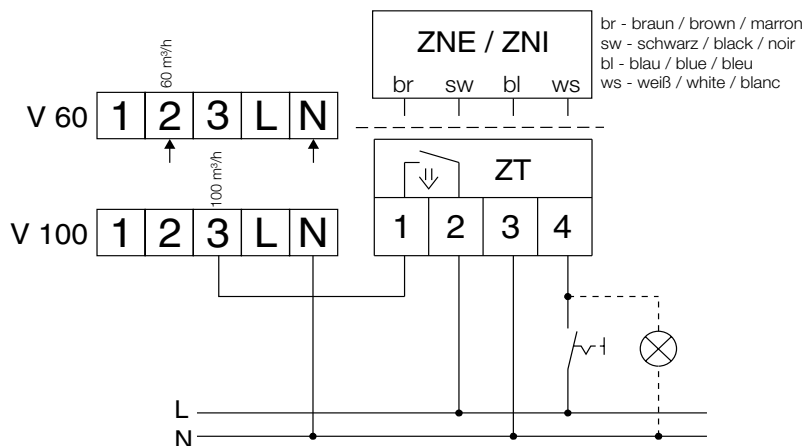 ZNE / ZNI
br sw bl ws
br - braun / brown / marron
sw - schwarz / black / noir
bl - blau / blue / bleu
ws - weiß / white / blanc
60 m³/h
V 60 1 2 3 L N
100 m³/h
V 100 1 2 3 L N
ZT
1 2 3 4
L
N